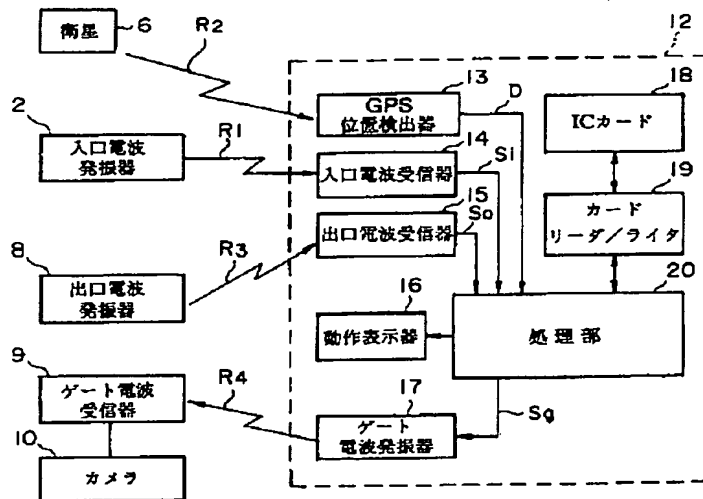 衛星
6
R2
12
2
入口電波
発振器
R1
13
GPS
位置検出器
D
18
ICカード
14
入口電波受信器
Si
19
カード
リーダ/ライタ
15
出口電波受信器
So
8
出口電波
発振器
R3
16
動作表示器
20
処理部
9
ゲート電波
受信器
R4
17
ゲート
電波発振器
Sg
10
カメラ